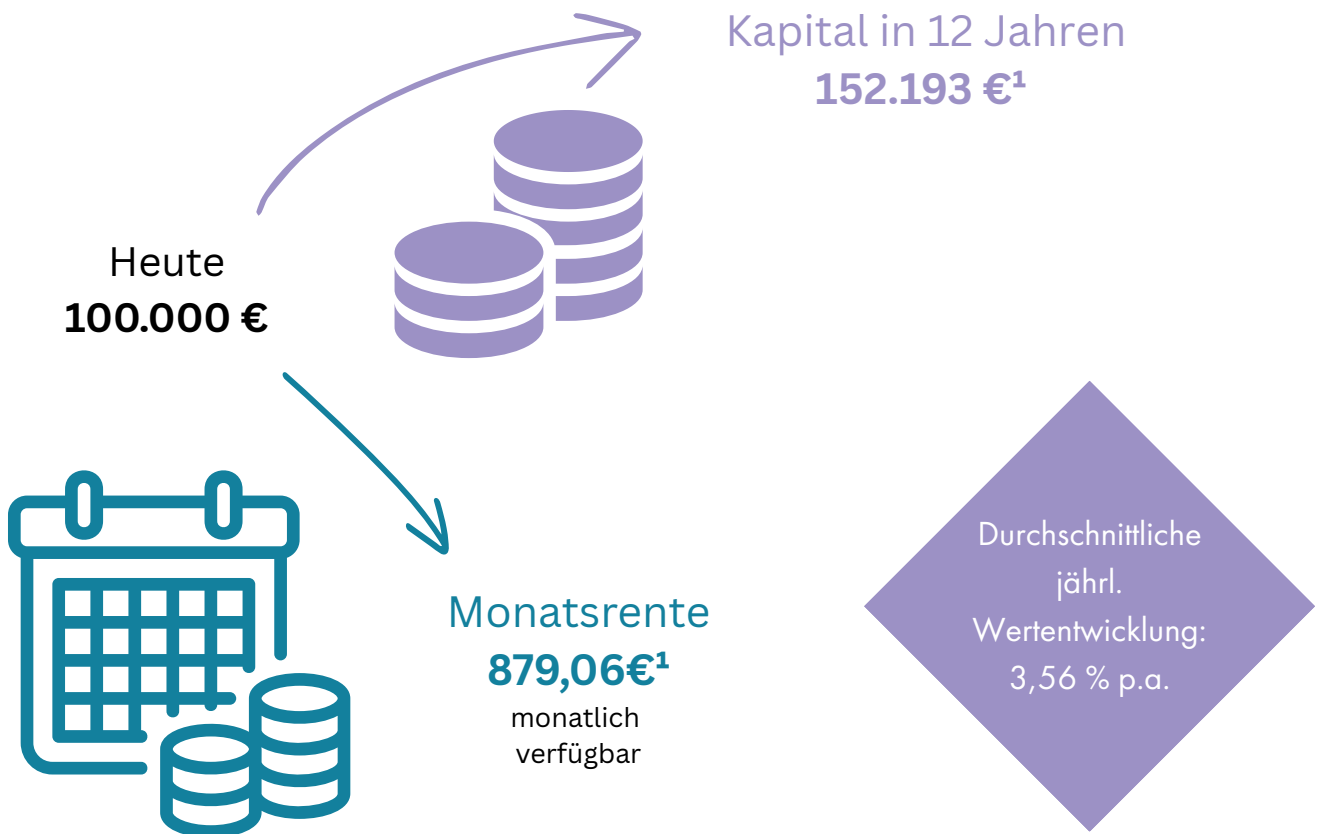 Kapital in 12 Jahren
152.193 €¹
Heute
100.000 €
Monatsrente
879,06€¹
monatlich
verfügbar
Durchschnittliche
jährl.
Wertentwicklung:
3,56 % p.a.